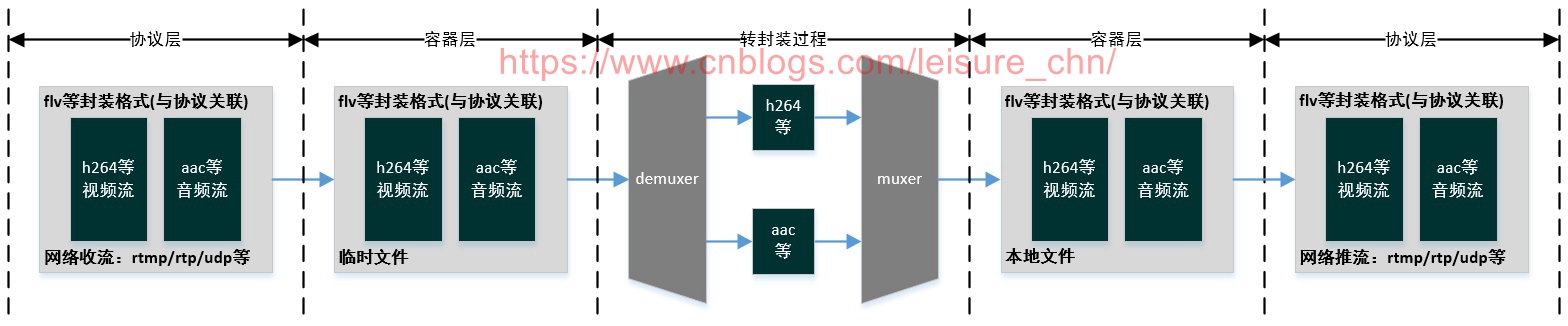 协议层
容器层
转封装过程
容器层
协议层
https://www.cnblogs.com/leisure_chn/
flv等封装格式(与协议关联)
h264等
视频流
aac等
音频流
网络收流：rtmp/rtp/udp等
flv等封装格式(与协议关联)
h264等
视频流
aac等
音频流
临时文件
demuxer
h264
等
aac
等
muxer
flv等封装格式(与协议关联)
h264等
视频流
aac等
音频流
本地文件
flv等封装格式(与协议关联)
h264等
视频流
aac等
音频流
网络推流：rtmp/rtp/udp等